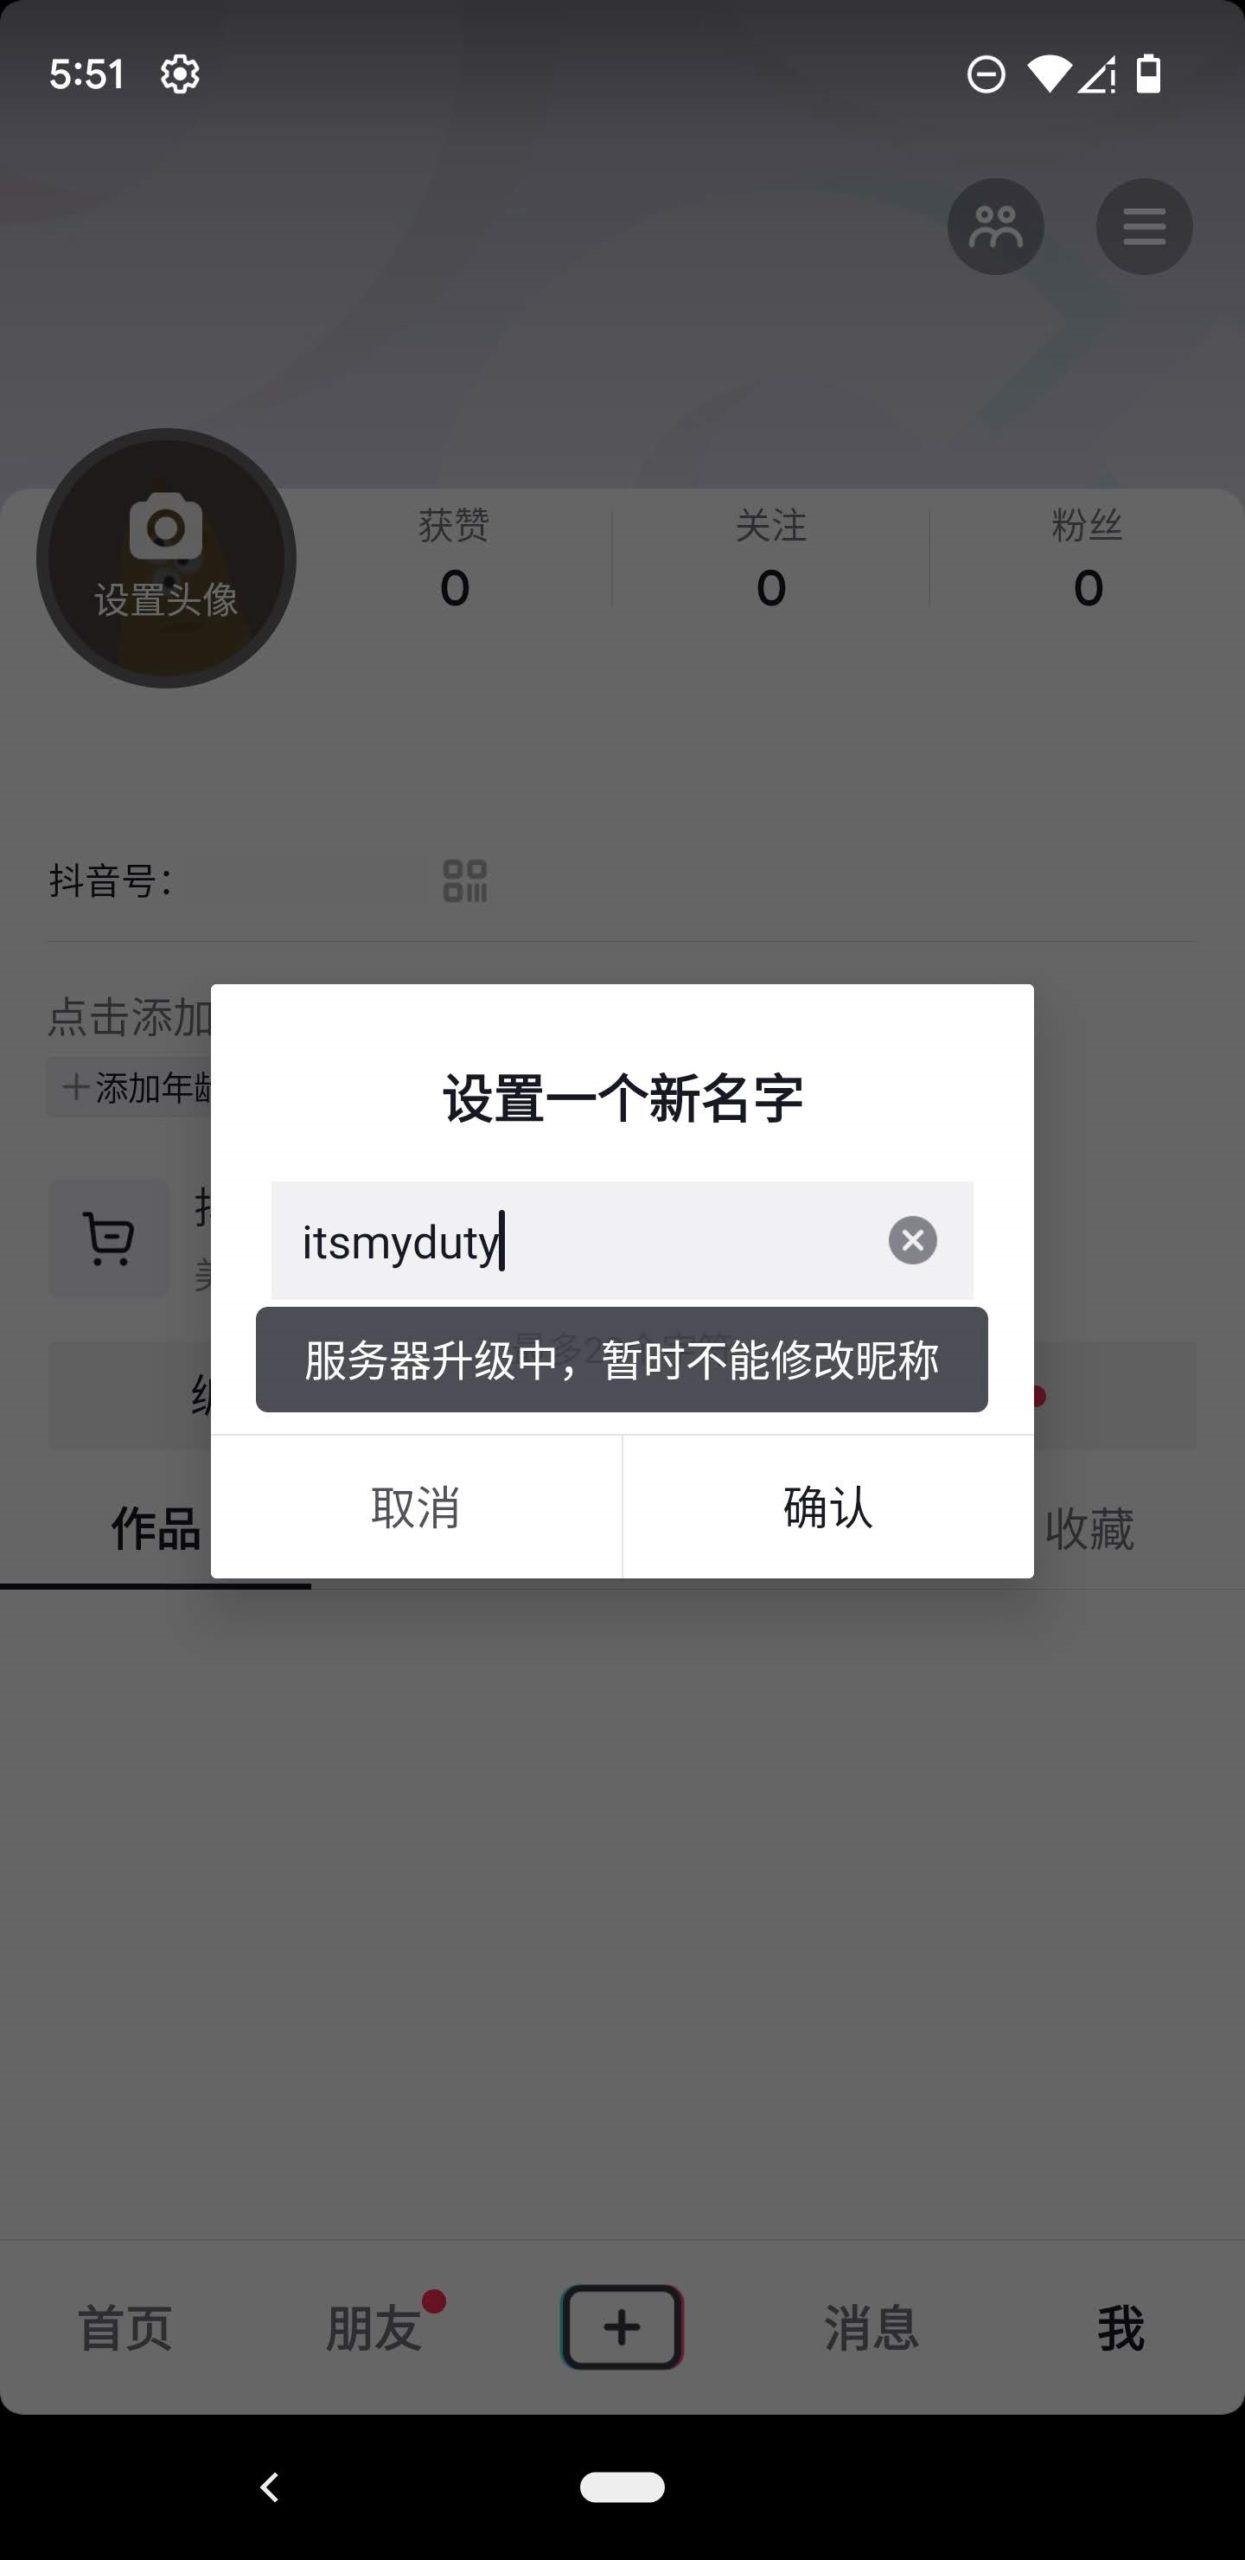 5:51
设置头像
获赞
0
关注
0
粉丝
0
抖音号：
点击添加
添加年龄
设置一个新名字
itsmyduty
服务器升级中，暂时不能修改昵称
取消
确认
作品
收藏
首页
朋友
消息
我